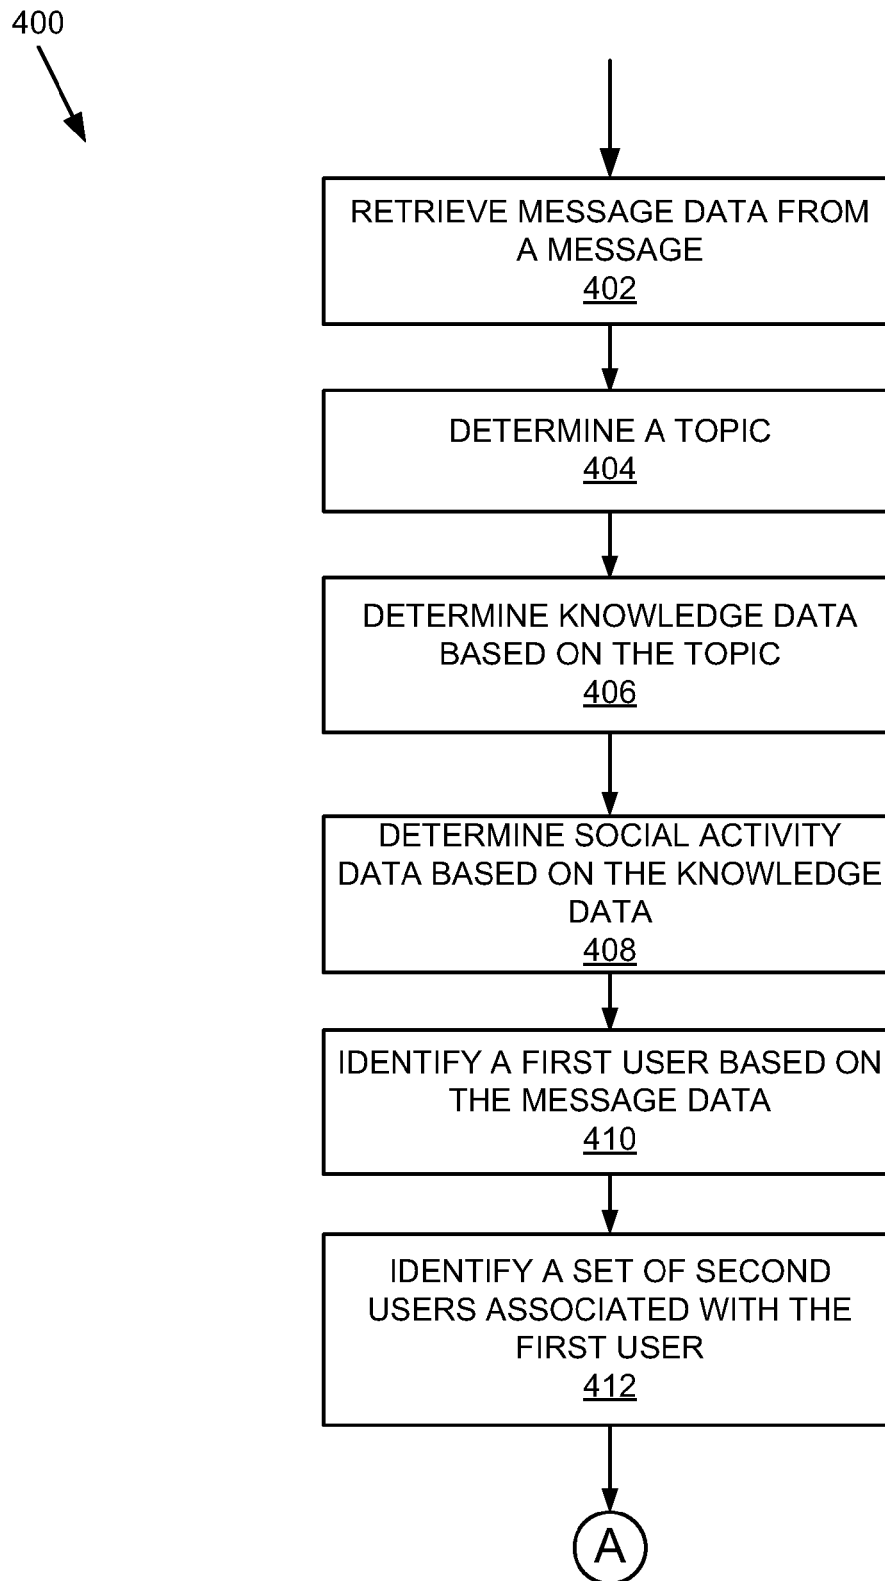 400
RETRIEVE MESSAGE DATA FROM
A MESSAGE
402
DETERMINE A TOPIC
404
DETERMINE KNOWLEDGE DATA
BASED ON THE TOPIC
406
DETERMINE SOCIAL ACTIVITY
DATA BASED ON THE KNOWLEDGE
DATA
408
IDENTIFY A FIRST USER BASED ON
THE MESSAGE DATA
410
IDENTIFY A SET OF SECOND
USERS ASSOCIATED WITH THE
FIRST USER
412
A